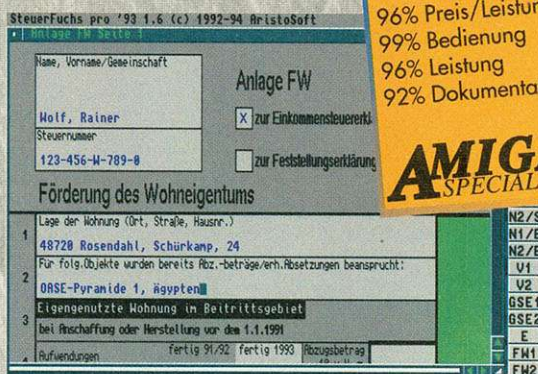 SteuerFuchs pro '93 1.6 (c) 1992-94 AristoSoft
Anlage FW Seite 1
Name, Vorname/Gemeinschaft
Wolf, Rainer
Steuernummer
123-456-W-789-0
Anlage FW
X zur Einkommensteuererkl
zur Feststellungserklärung
Förderung des Wohneigentums
Lage der Wohnung (Ort, Straße, Hausnr.)
1
48720 Rosendahl, Schürkamp, 24
Für folg.Objekte wurden bereits Abz.-beträge/erh.Absetzungen beansprucht:
2
OASE-Pyramide 1, Ägypten
Eigengenutzte Wohnung im Beitrittsgebiet
3
bei Anschaffung oder Herstellung vor dem 1.1.1991
fertig 91/92 fertig 1993 Abzugsbetrag
Aufwendungen
96% Preis/Leistun
99% Bedienung
96% Leistung
92% Dokumenta
AMIGA
SPECIAL
N2/S
N1/E
N2/E
V1
V2
GSE1
GSE2
E
FW1
FW2